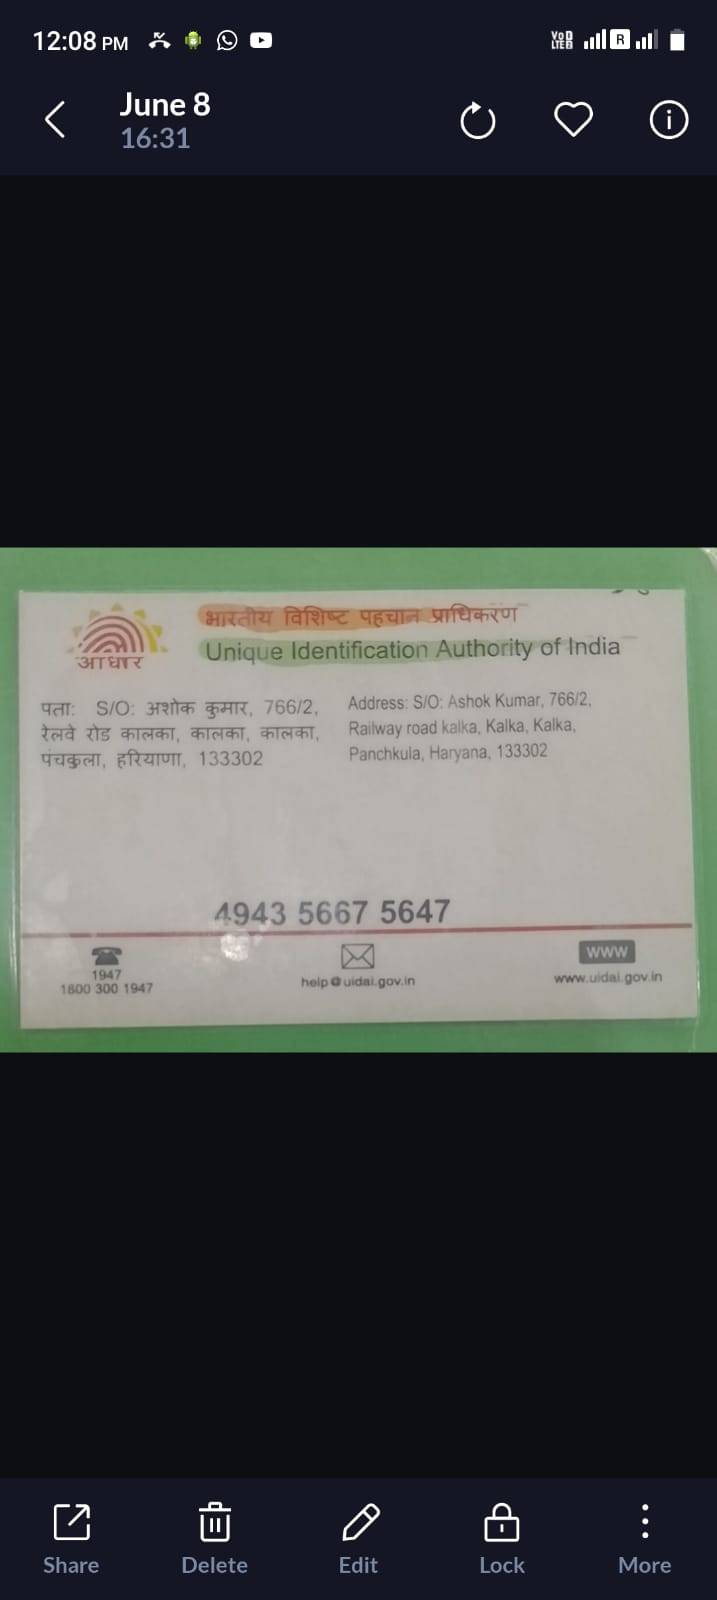 12:08 PM
VoD LTE2 R
June 8
16:31
भारतीय विशिष्ट पहचान प्राधिकरण
Unique Identification Authority of India
आधार
पता: S/O: अशोक कुमार, 766/2,
रेलवे रोड कालका, कालका, कालका,
पंचकुला, हरियाणा, 133302
Address: S/O: Ashok Kumar, 766/2,
Railway road kalka, Kalka, Kalka,
Panchkula, Haryana, 133302
4943 5667 5647
1947
1800 300 1947
help@uidai.gov.in
www
www.uidai.gov.in
Share Delete Edit Lock More